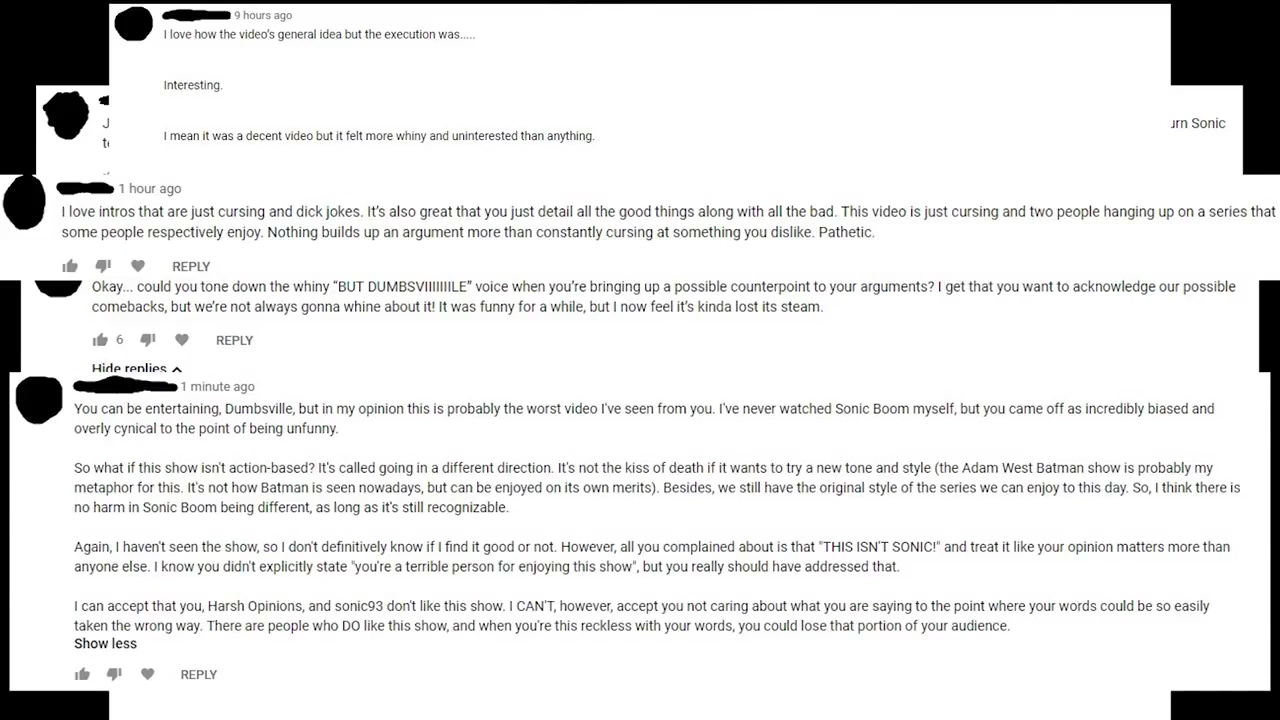 9 hours ago
I love how the video's general idea but the execution was.....
Interesting.
I mean it was a decent video but it felt more whiny and uninterested than anything.
Sonic
1 hour ago
I love intros that are just cursing and dick jokes. It's also great that you just detail all the good things along with all the bad. This video is just cursing and two people hanging up on a series that
some people respectively enjoy. Nothing builds up an argument more than constantly cursing at something you dislike. Pathetic.
REPLY
Okay... could you tone down the whiny “BUT DUMBSVIIIIIIILE” voice when you’re bringing up a possible counterpoint to your arguments? I get that you want to acknowledge our possible
comebacks, but we’re not always gonna whine about it! It was funny for a while, but I now feel it’s kinda lost its steam.
6 REPLY
Hide replies
1 minute ago
You can be entertaining, Dumbsville, but in my opinion this is probably the worst video I've seen from you. I've never watched Sonic Boom myself, but you came off as incredibly biased and
overly cynical to the point of being unfunny.
So what if this show isn't action-based? It's called going in a different direction. It's not the kiss of death if it wants to try a new tone and style (the Adam West Batman show is probably my
metaphor for this. It's not how Batman is seen nowadays, but can be enjoyed on its own merits). Besides, we still have the original style of the series we can enjoy to this day. So, I think there is
no harm in Sonic Boom being different, as long as it's still recognizable.
Again, I haven't seen the show, so I don't definitively know if I find it good or not. However, all you complained about is that "THIS ISN'T SONIC!" and treat it like your opinion matters more than
anyone else. I know you didn't explicitly state "you're a terrible person for enjoying this show", but you really should have addressed that.
I can accept that you, Harsh Opinions, and sonic93 don't like this show. I CAN'T, however, accept you not caring about what you are saying to the point where your words could be so easily
taken the wrong way. There are people who DO like this show, and when you're this reckless with your words, you could lose that portion of your audience.
Show less
REPLY